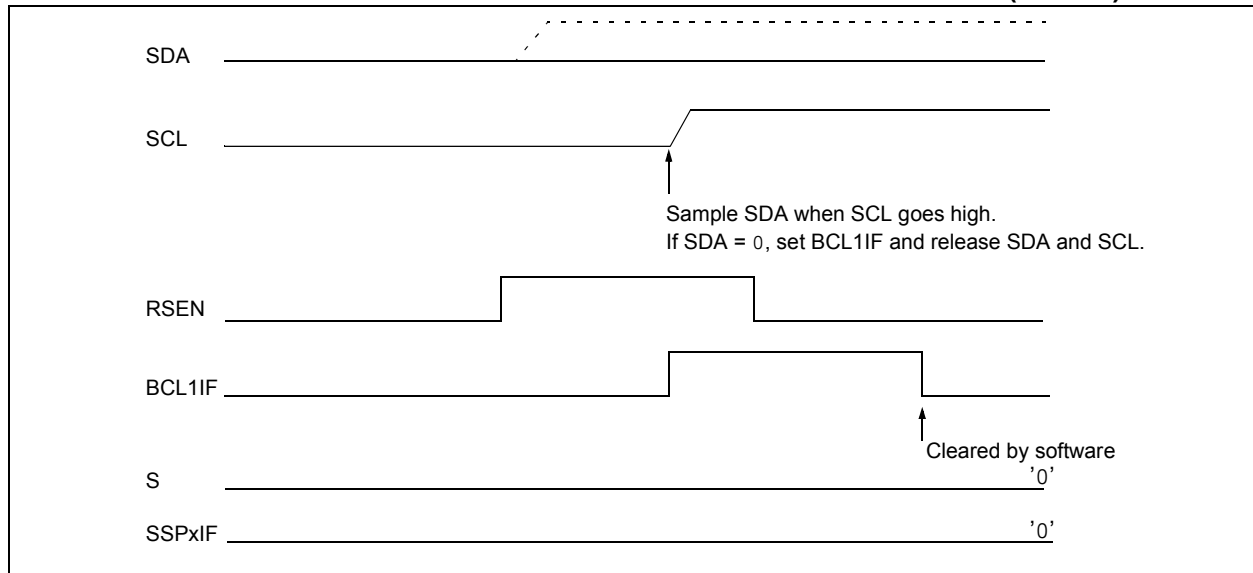 SDA
SCL
Sample SDA when SCL goes high.
If SDA = 0, set BCL1IF and release SDA and SCL.
RSEN
BCL1IF
Cleared by software
S
'0'
SSPxIF
'0'